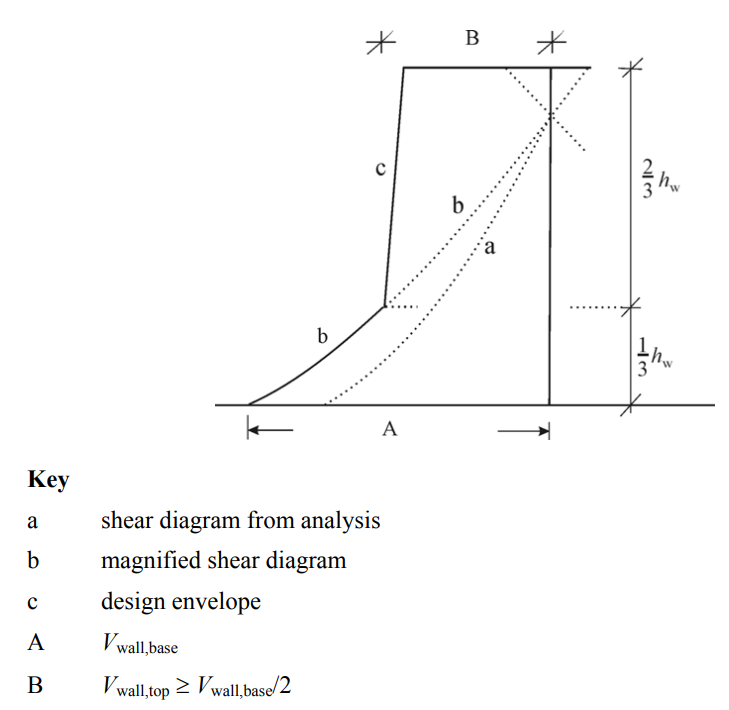 B
c
2/3 h_w
b
a
b
1/3 h_w
A
Key
a shear diagram from analysis
b magnified shear diagram
c design envelope
A V_wall,base
B V_wall,top ≥ V_wall,base/2